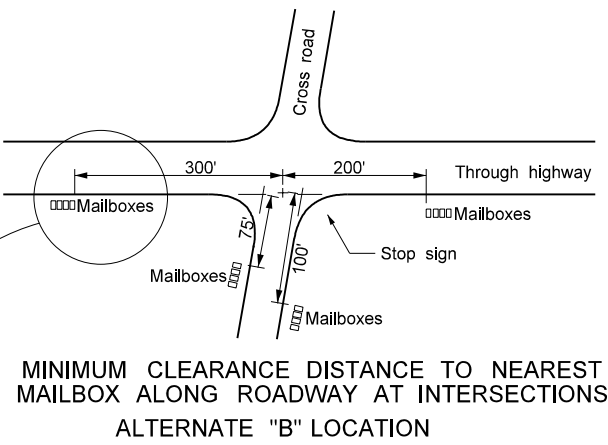 Cross road
300'
200'
Through highway
Mailboxes
Mailboxes
75'
100'
Stop sign
Mailboxes
Mailboxes
MINIMUM CLEARANCE DISTANCE TO NEAREST
MAILBOX ALONG ROADWAY AT INTERSECTIONS
ALTERNATE "B" LOCATION